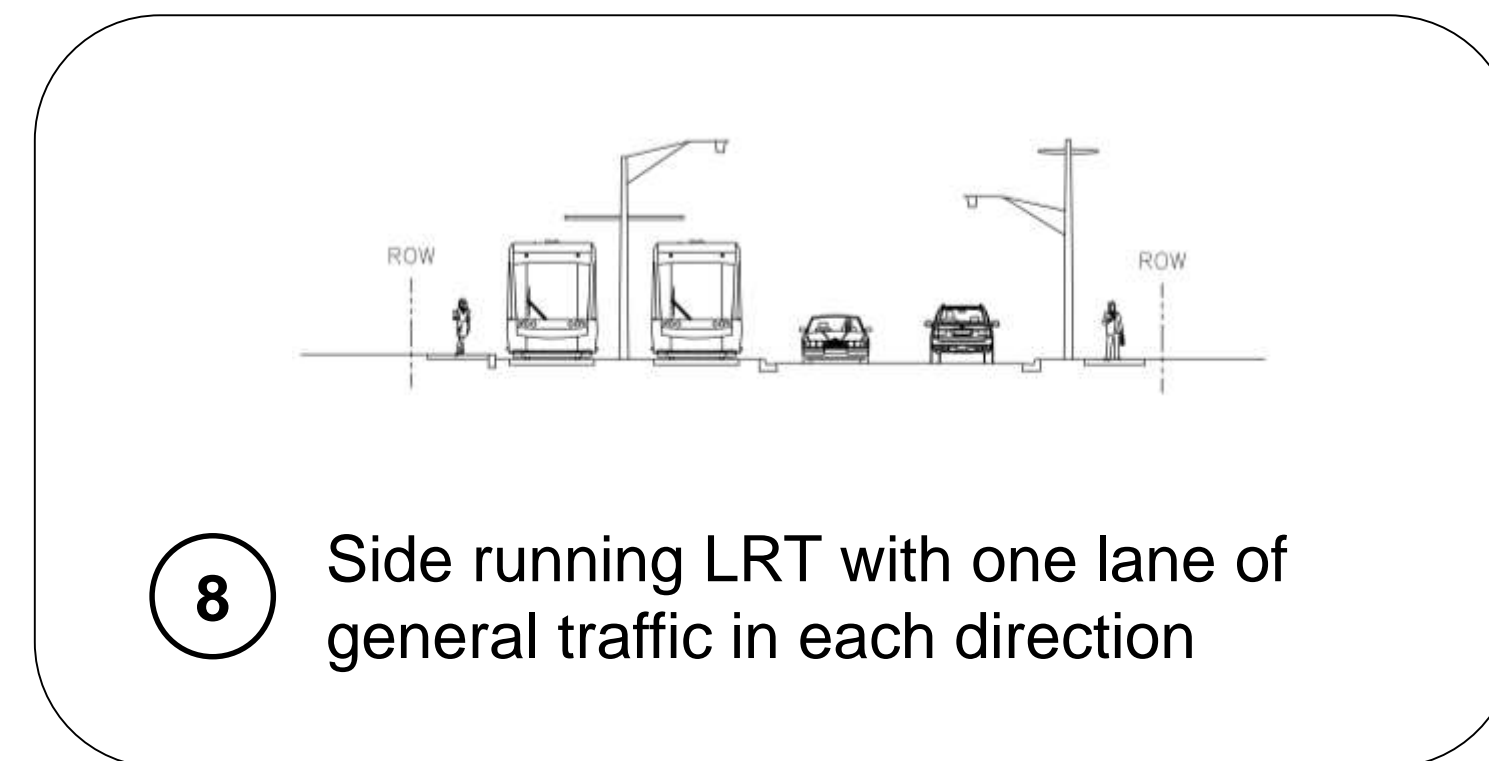 ROW
ROW
8
Side running LRT with one lane of
general traffic in each direction